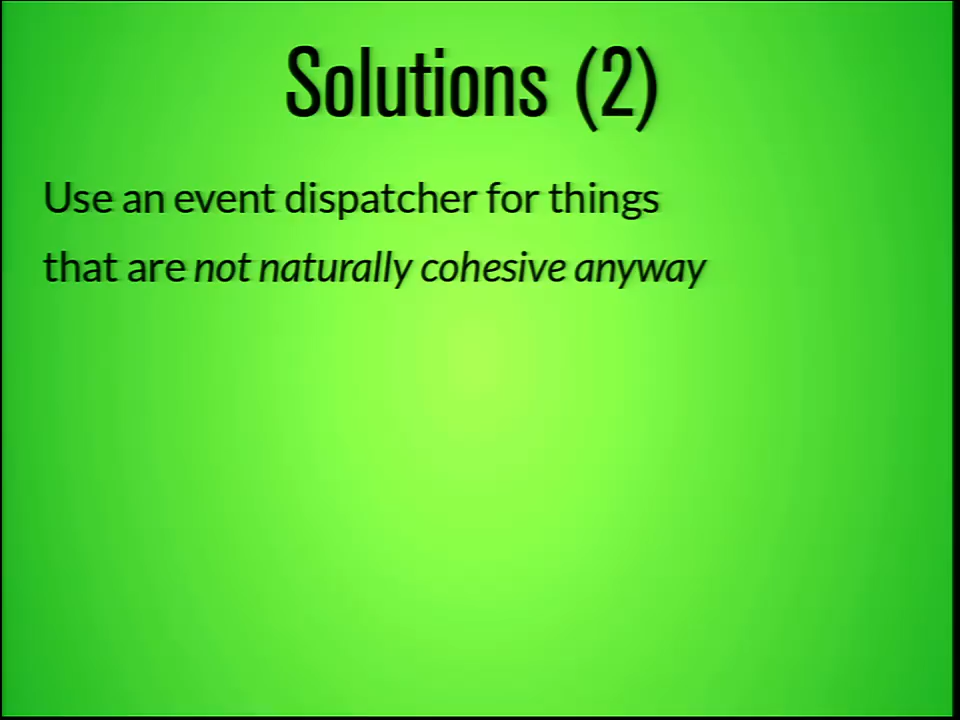 Solutions (2)
Use an event dispatcher for things
that are not naturally cohesive anyway